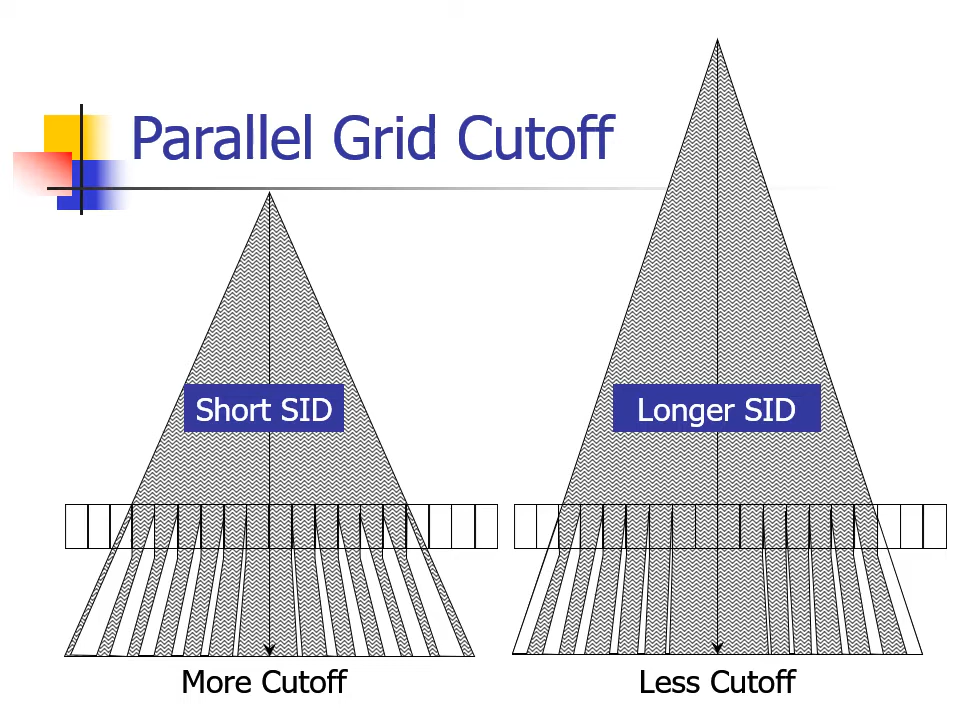 Parallel Grid Cutoff
Short SID
Longer SID
More Cutoff
Less Cutoff